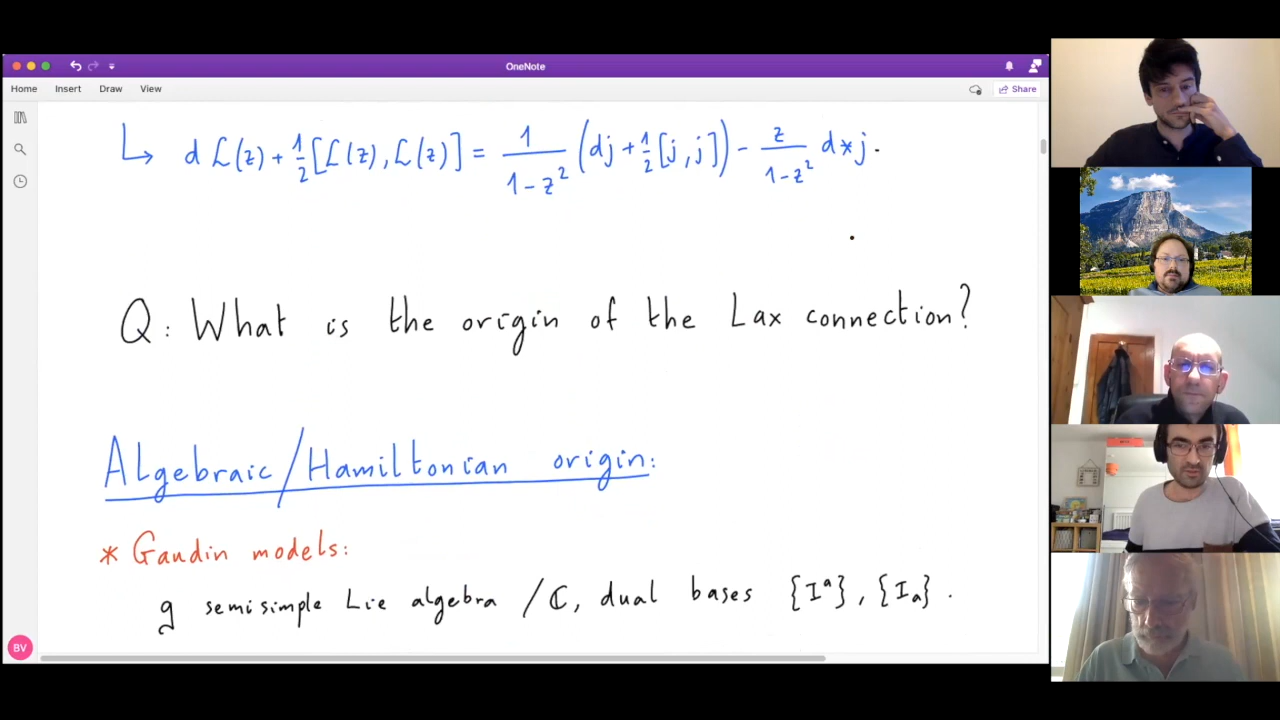 OneNote
Home Insert Draw View Share
↳ dℒ(z) + 1/2 [ℒ(z), ℒ(z)] = 1/(1-z²) (dj + 1/2 [j, j]) - z/(1-z²) d*j.
Q: What is the origin of the Lax connection?
Algebraic/Hamiltonian origin:
* Gaudin models:
g semisimple Lie algebra /ℂ, dual bases {Iᵃ}, {Iₐ}.
BV